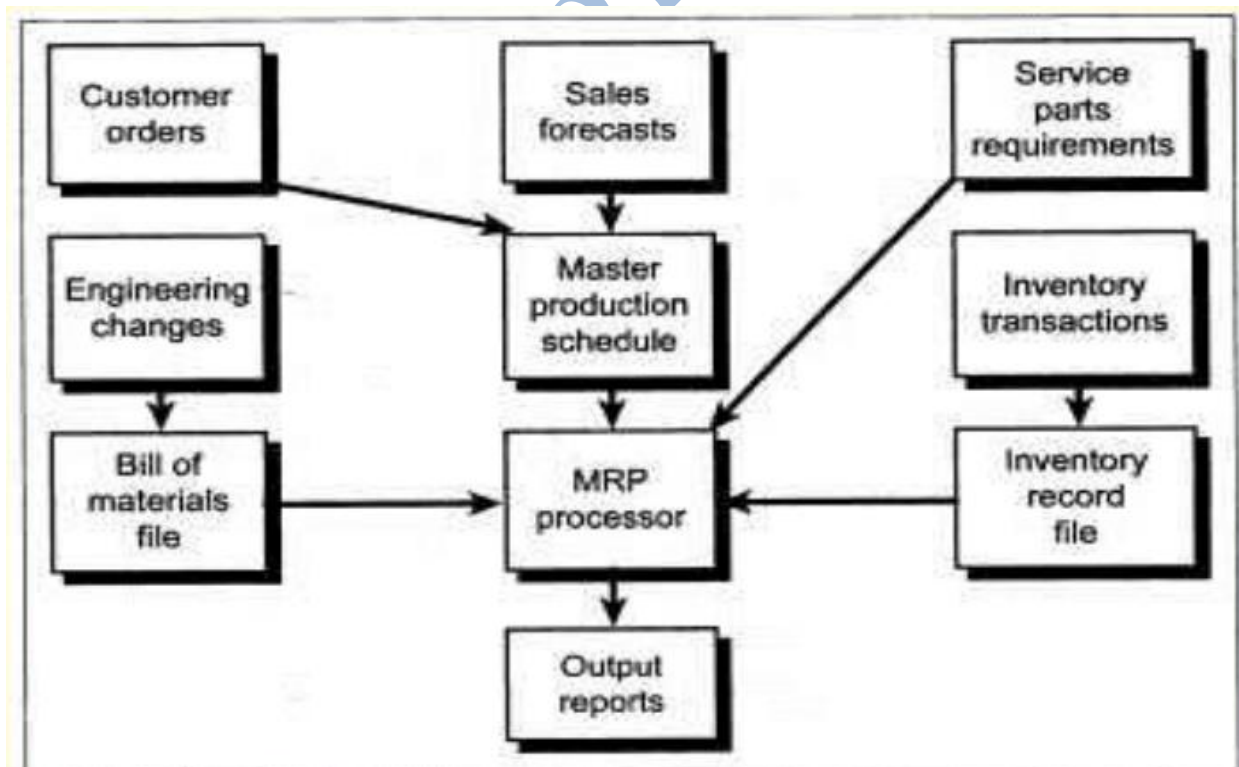 Customer
orders
Sales
forecasts
Service
parts
requirements
Engineering
changes
Master
production
schedule
Inventory
transactions
Bill of
materials
file
MRP
processor
Inventory
record
file
Output
reports